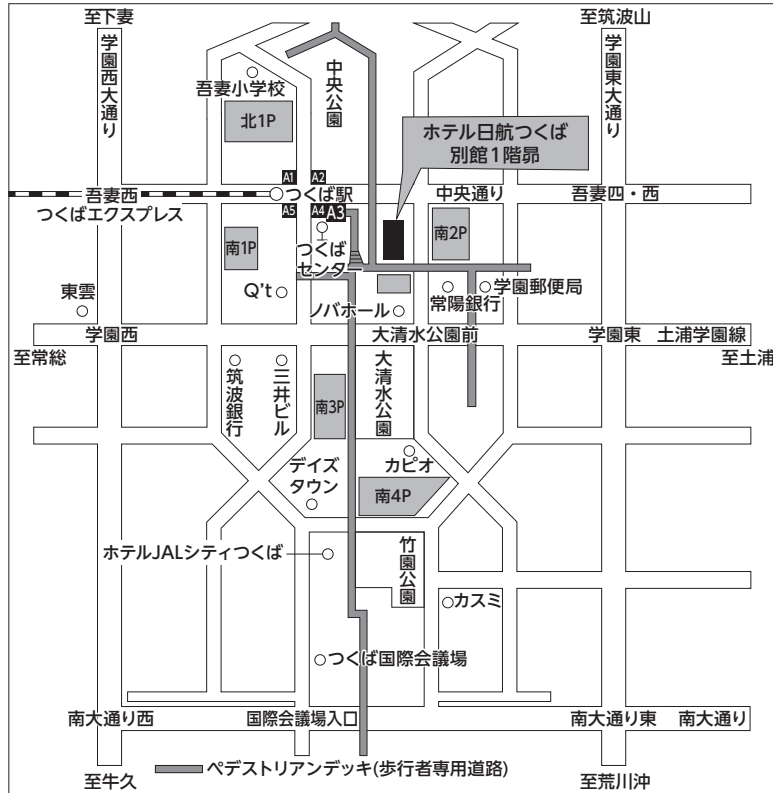 至下妻
至筑波山
学園西大通り
中央公園
学園東大通り
吾妻小学校
北1P
ホテル日航つくば
別館1階昴
A1
A2
吾妻西
つくば駅
中央通り
吾妻四・西
つくばエクスプレス
A5
A4
A3
南1P
つくば
センター
南2P
東雲
Q't
ノバホール
常陽銀行
学園郵便局
学園西
大清水公園前
学園東
土浦学園線
至常総
至土浦
筑波銀行
三井ビル
南3P
大清水公園
デイズ
タウン
カピオ
南4P
ホテルJALシティつくば
竹園公園
カスミ
つくば国際会議場
南大通り西
国際会議場入口
南大通り東
南大通り
至牛久
ペデストリアンデッキ(歩行者専用道路)
至荒川沖